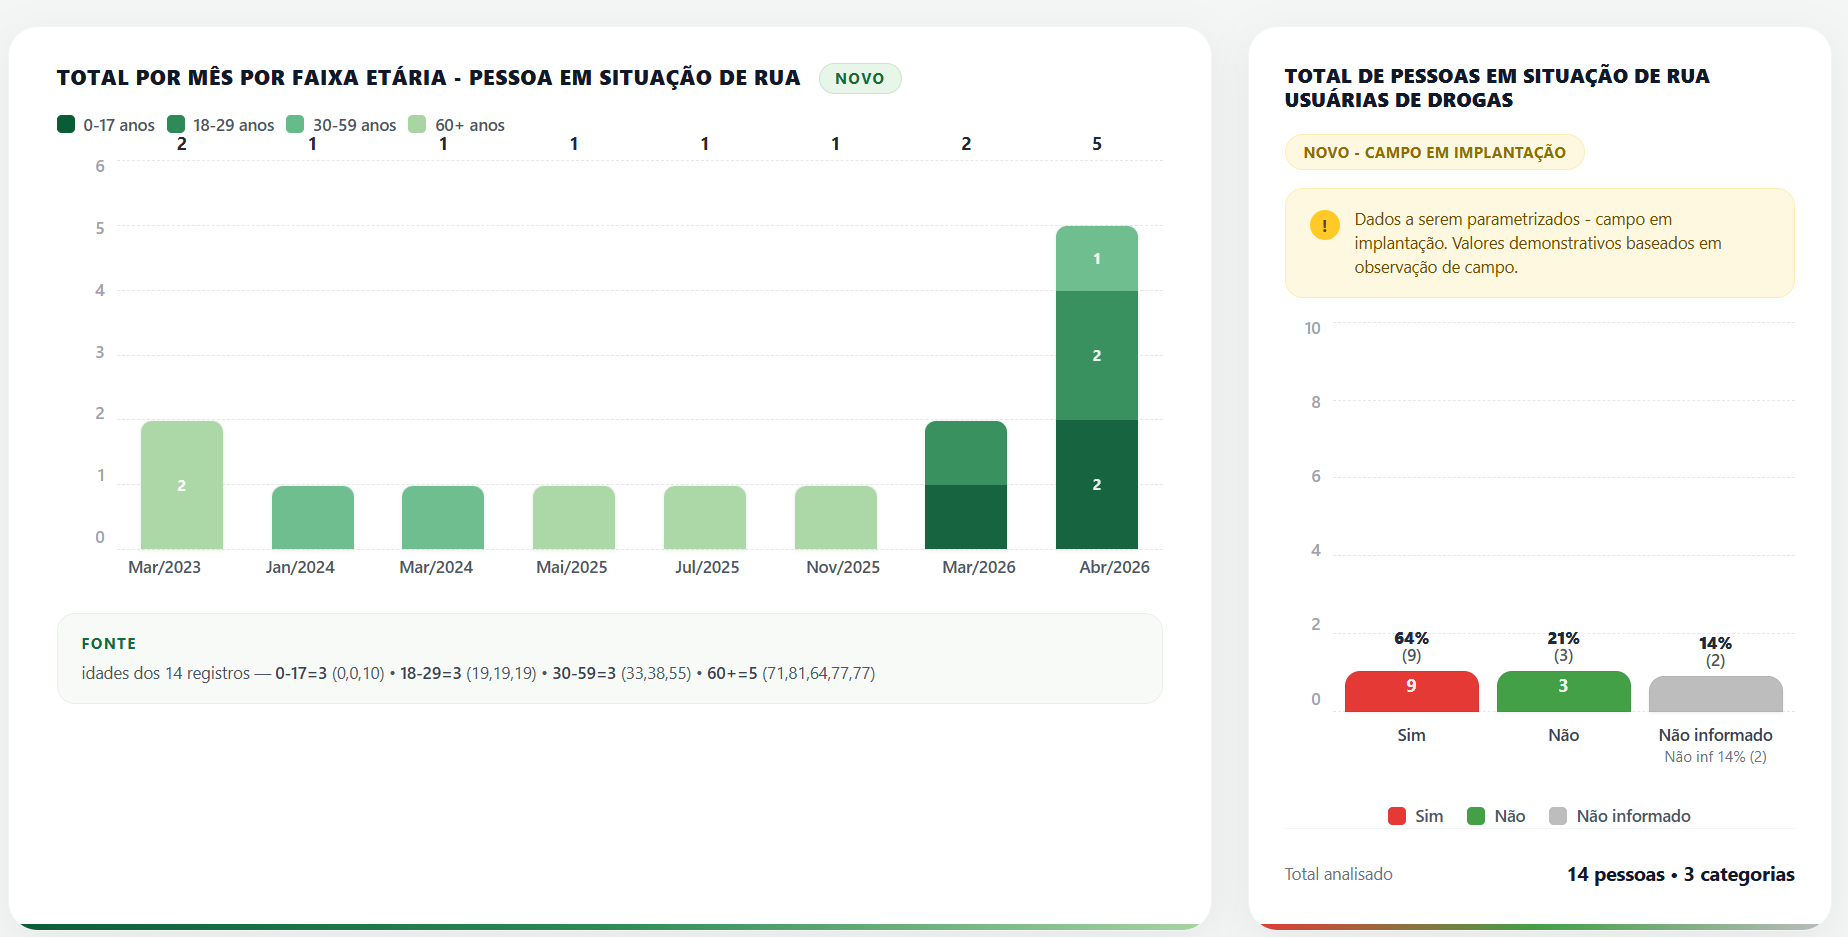 TOTAL POR MÊS POR FAIXA ETÁRIA - PESSOA EM SITUAÇÃO DE RUA NOVO
0-17 anos 18-29 anos 30-59 anos 60+ anos
2 1 1 1 1 1 2 5
6
5
4
3
2
1
0
1
2
2
2
Mar/2023 Jan/2024 Mar/2024 Mai/2025 Jul/2025 Nov/2025 Mar/2026 Abr/2026
FONTE
idades dos 14 registros — 0-17=3 (0,0,10) • 18-29=3 (19,19,19) • 30-59=3 (33,38,55) • 60+=5 (71,81,64,77,77)
TOTAL DE PESSOAS EM SITUAÇÃO DE RUA
USUÁRIAS DE DROGAS
NOVO - CAMPO EM IMPLANTAÇÃO
!
Dados a serem parametrizados - campo em
implantação. Valores demonstrativos baseados em
observação de campo.
10
8
6
4
2
0
64% 21% 14%
(9) (3) (2)
9 3
Sim Não Não informado
Não inf 14% (2)
Sim Não Não informado
Total analisado 14 pessoas • 3 categorias